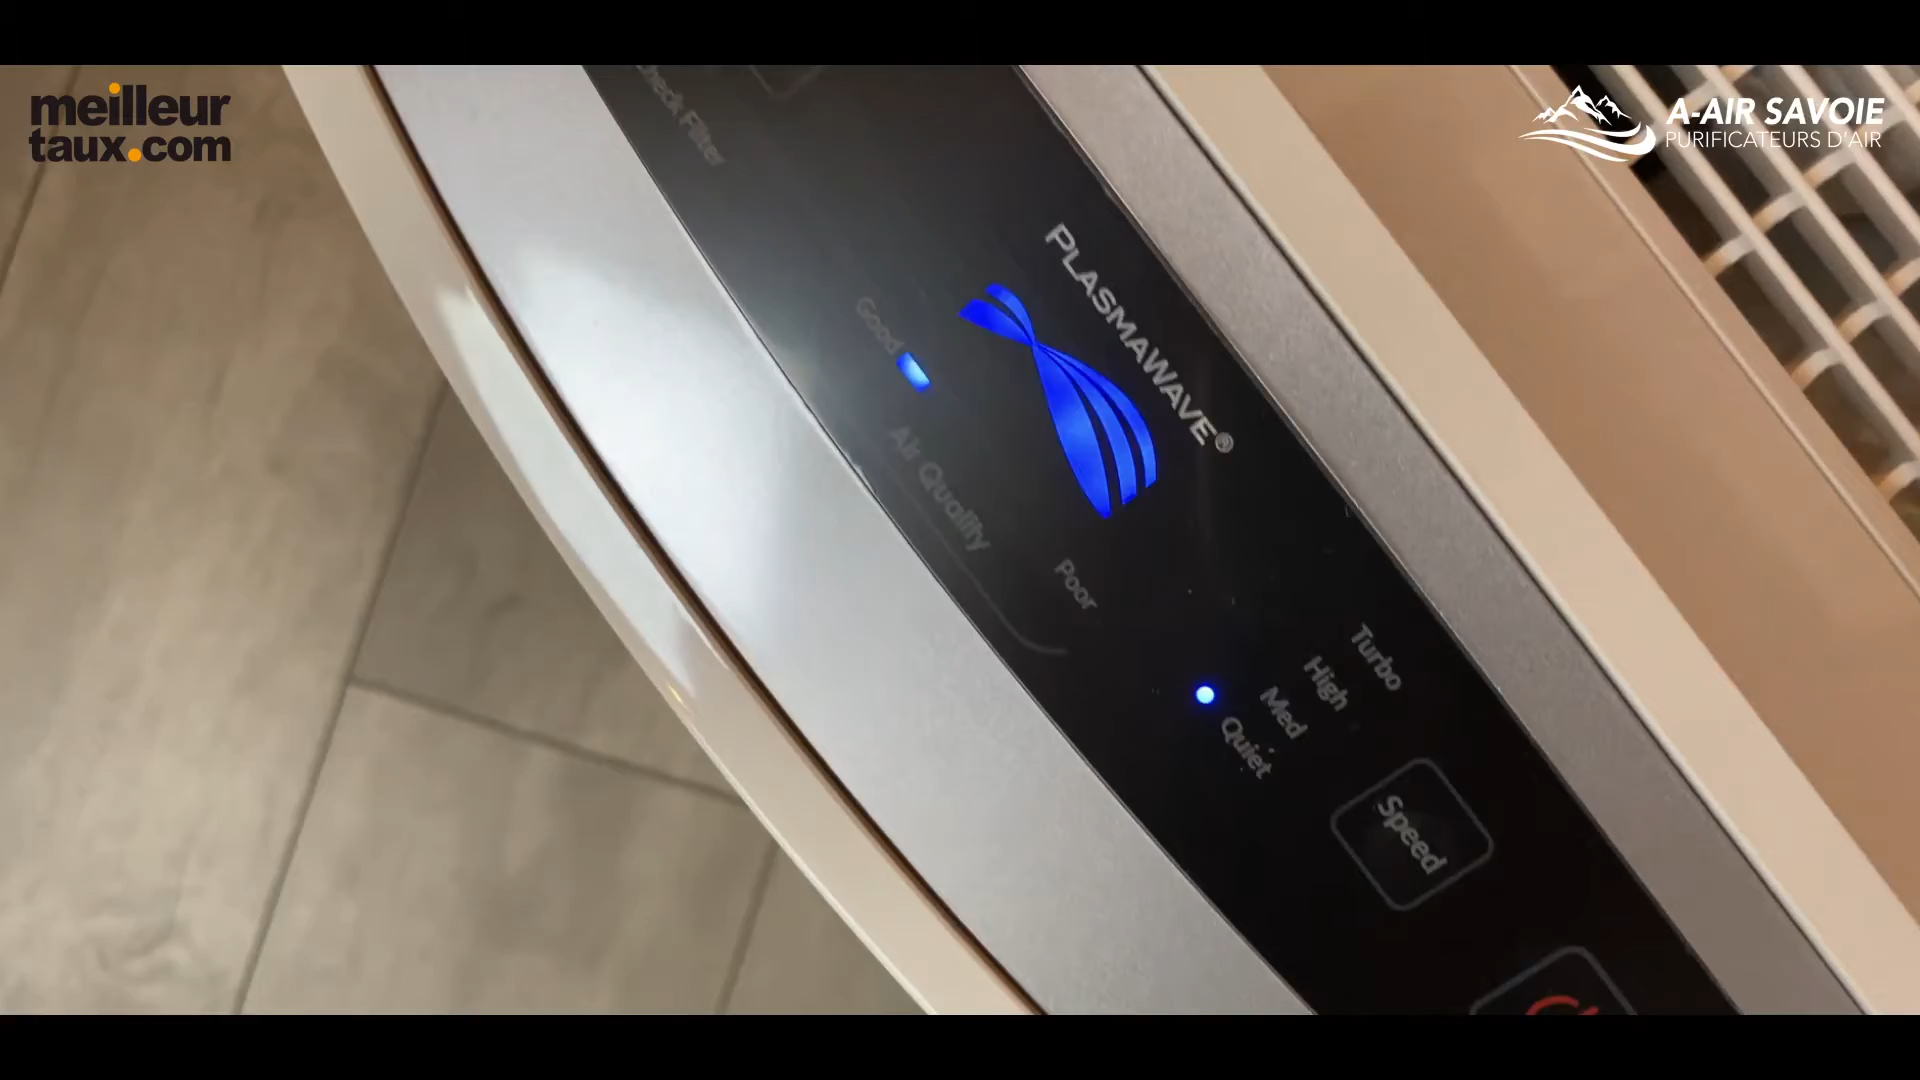 meilleur
taux.com
A-AIR SAVOIE
PURIFICATEURS D'AIR
Check Filter
PLASMAWAVE®
Good
Air Quality
Poor
Turbo
High
Med
Quiet
Speed